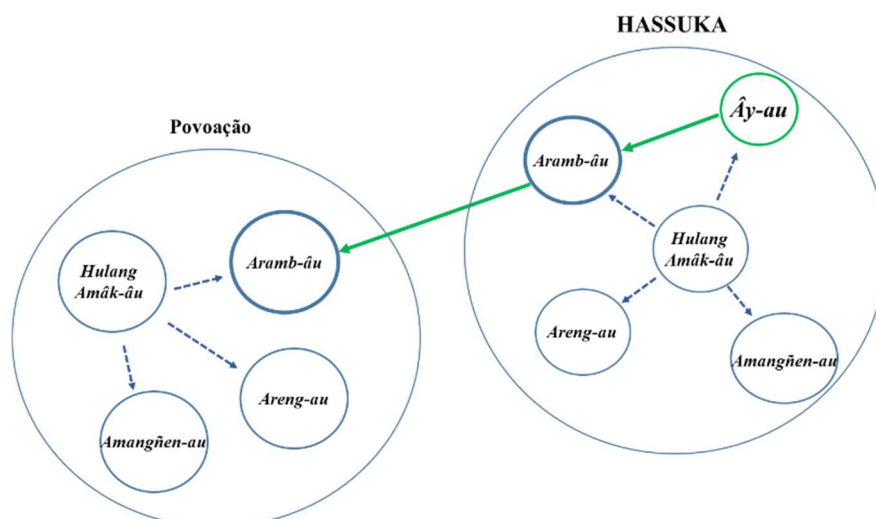 HASSUKA
ÂY-au
Aramb-âu
Hulang
Amâk-âu
Areng-au
Amangñen-au
Povoação
Aramb-âu
Hulang
Amâk-âu
Areng-au
Amangñen-au